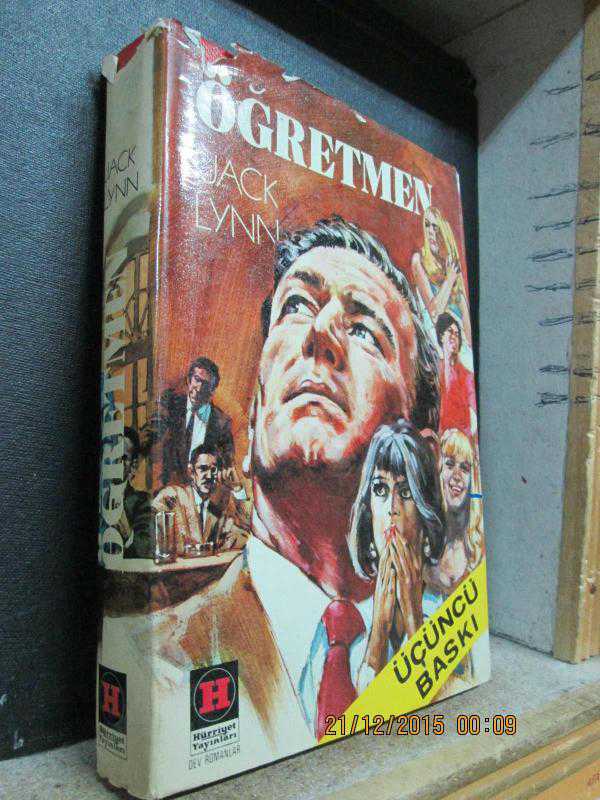 ÖĞRETMEN
JACK
LYNN
JACK
LYNN
ÖĞRETMEN
ÜÇÜNCÜ
BASKI
H
Hürriyet
Yayınları
H
Hürriyet
Yayınları
DEV ROMANLAR
21/12/2015 00:09